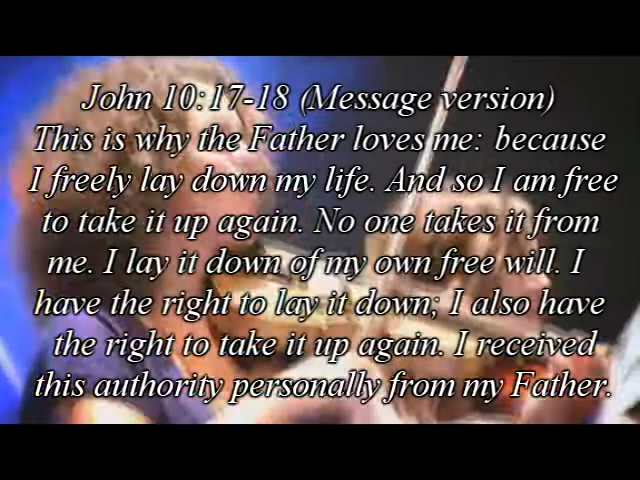 John 10:17-18 (Message version)
This is why the Father loves me: because
I freely lay down my life. And so I am free
to take it up again. No one takes it from
me. I lay it down of my own free will. I
have the right to lay it down; I also have
the right to take it up again. I received
this authority personally from my Father.